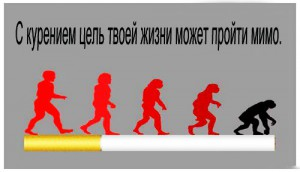 С курением цель твоей жизни может пройти мимо.